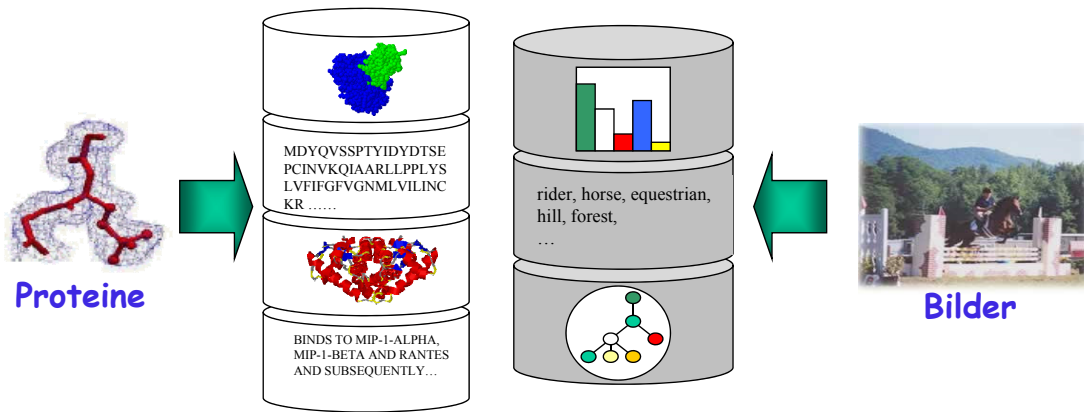 MDYQVSSPTYIDYDTSE
PCINVKQIAARLLPPLYS
LVFIFGFVGNMLVILINC
KR ……
BINDS TO MIP-1-ALPHA,
MIP-1-BETA AND RANTES
AND SUBSEQUENTLY…
rider, horse, equestrian,
hill, forest,
…
Proteine
Bilder